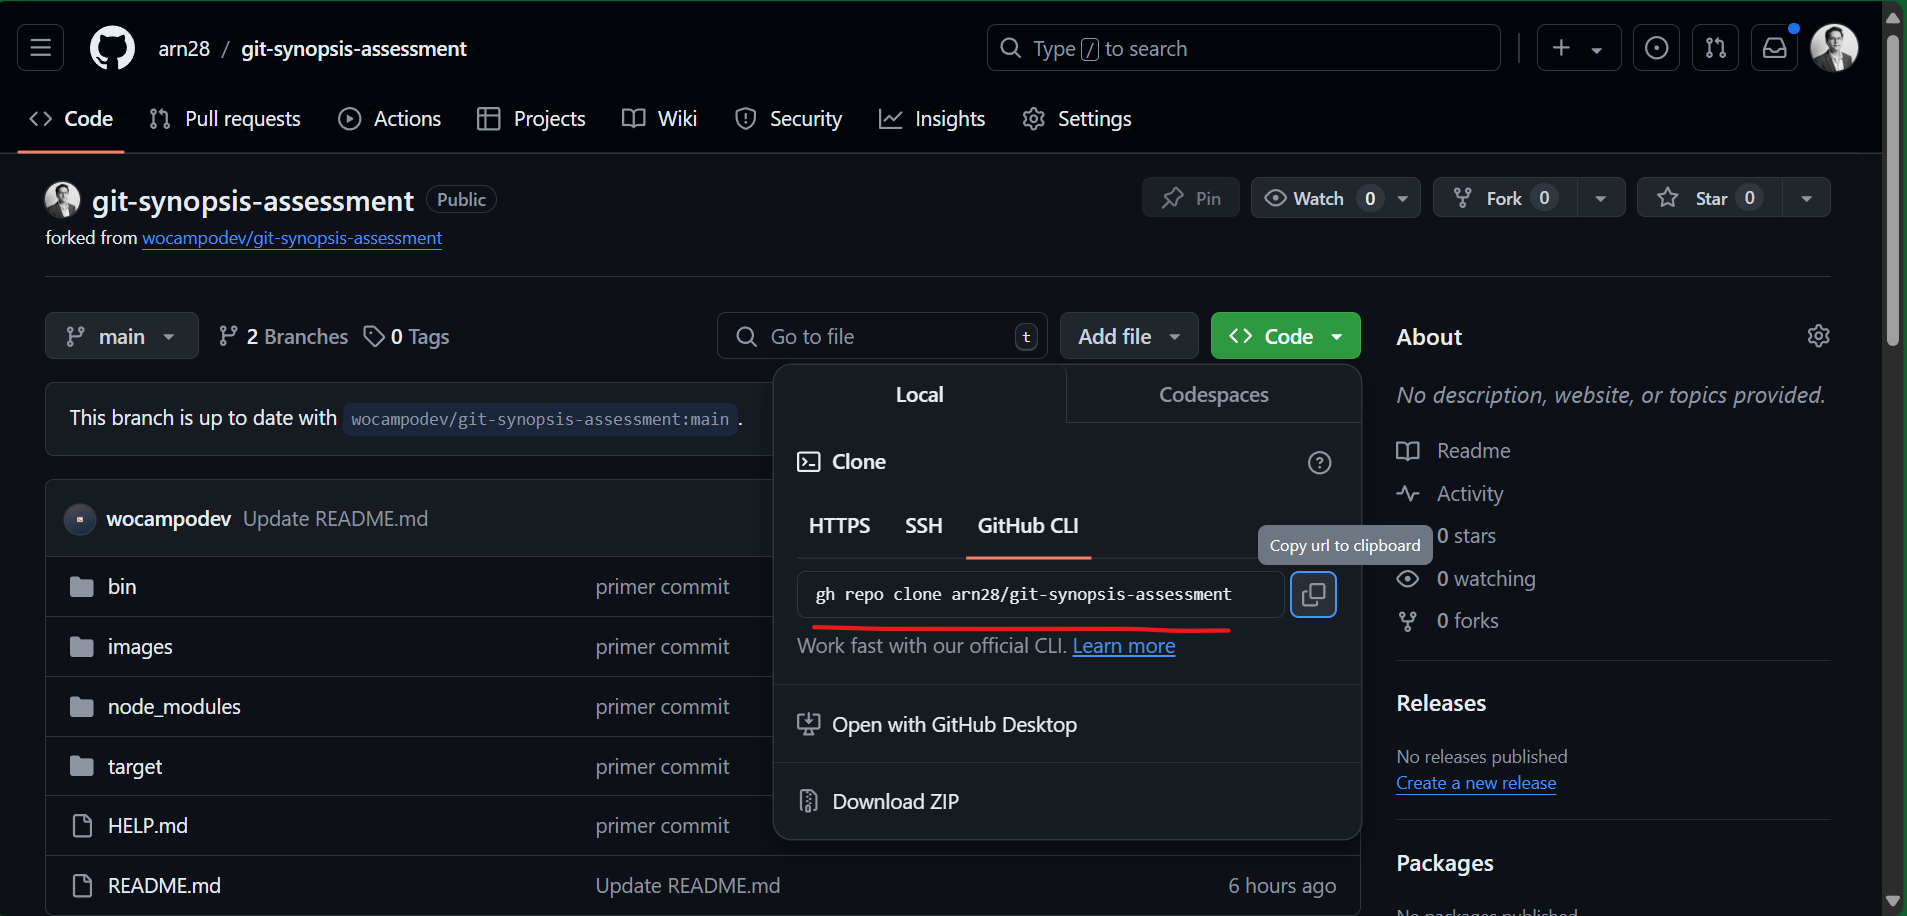 arn28 / git-synopsis-assessment
Type / to search
Code Pull requests Actions Projects Wiki Security Insights Settings
git-synopsis-assessment Public
Pin Watch 0 Fork 0 Star 0
forked from wocampodev/git-synopsis-assessment
main 2 Branches 0 Tags Go to file t Add file Code
This branch is up to date with wocampodev/git-synopsis-assessment:main .
wocampodev Update README.md
bin primer commit
images primer commit
node_modules primer commit
target primer commit
HELP.md primer commit
README.md Update README.md 6 hours ago
Local Codespaces
Clone
HTTPS SSH GitHub CLI
Copy url to clipboard
gh repo clone arn28/git-synopsis-assessment
Work fast with our official CLI. Learn more
Open with GitHub Desktop
Download ZIP
About
No description, website, or topics provided.
Readme
Activity
0 stars
0 watching
0 forks
Releases
No releases published
Create a new release
Packages
No packages published